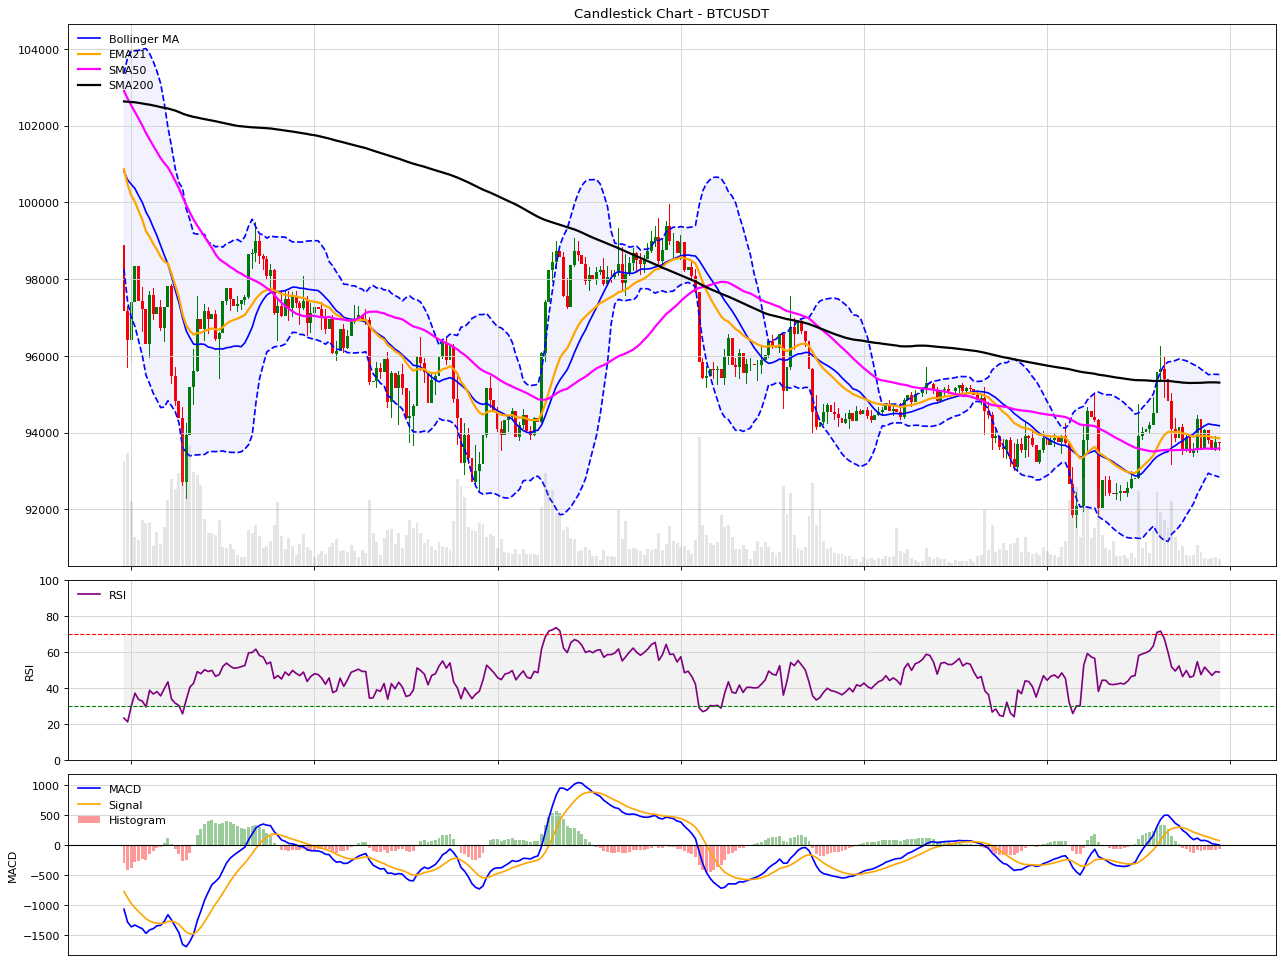 Candlestick Chart - BTCUSDT
Bollinger MA
EMA21
SMA50
SMA200
104000
102000
100000
98000
96000
94000
92000
RSI
100
80
60
40
20
0
RSI
MACD
Signal
Histogram
1000
500
0
−500
−1000
−1500
MACD